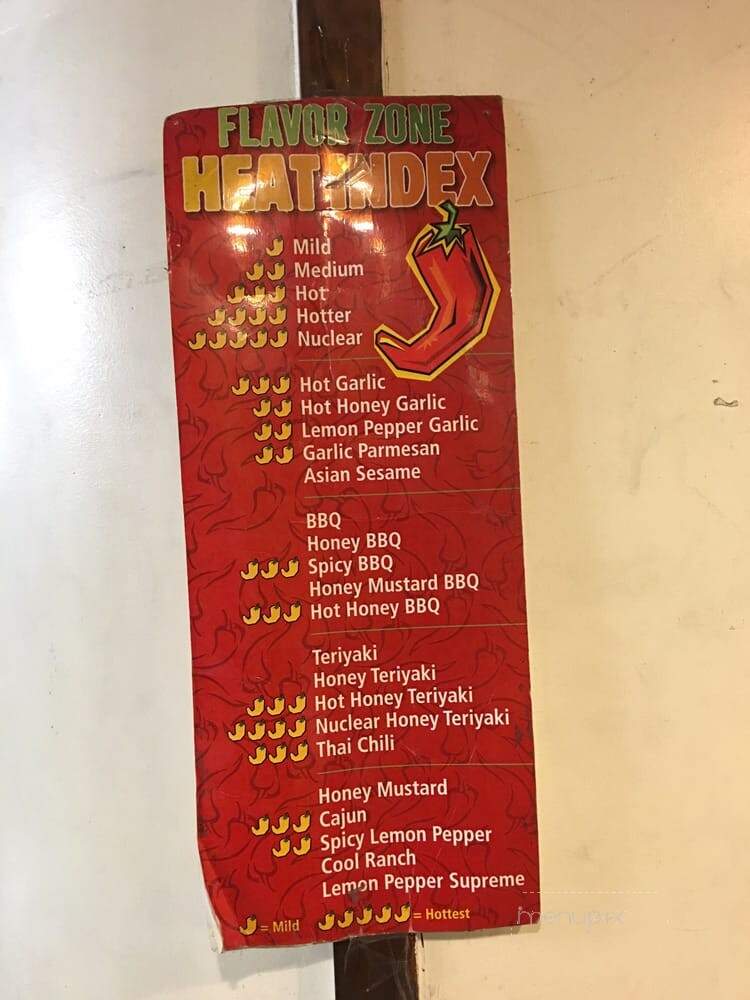 FLAVOR ZONE
HEAT INDEX
Mild
Medium
Hot
Hotter
Nuclear
Hot Garlic
Hot Honey Garlic
Lemon Pepper Garlic
Garlic Parmesan
Asian Sesame
BBQ
Honey BBQ
Spicy BBQ
Honey Mustard BBQ
Hot Honey BBQ
Teriyaki
Honey Teriyaki
Hot Honey Teriyaki
Nuclear Honey Teriyaki
Thai Chili
Honey Mustard
Cajun
Spicy Lemon Pepper
Cool Ranch
Lemon Pepper Supreme
= Mild = Hottest
menupix